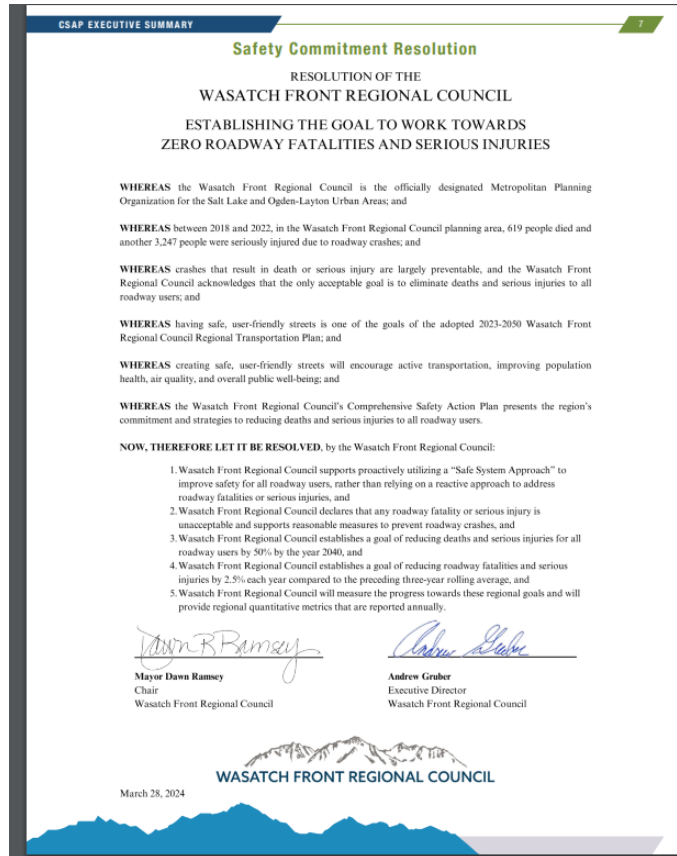 CSAP EXECUTIVE SUMMARY
7
Safety Commitment Resolution
RESOLUTION OF THE
WASATCH FRONT REGIONAL COUNCIL
ESTABLISHING THE GOAL TO WORK TOWARDS
ZERO ROADWAY FATALITIES AND SERIOUS INJURIES
WHEREAS the Wasatch Front Regional Council is the officially designated Metropolitan Planning
Organization for the Salt Lake and Ogden-Layton Urban Areas; and
WHEREAS between 2018 and 2022, in the Wasatch Front Regional Council planning area, 619 people died and
another 3,247 people were seriously injured due to roadway crashes; and
WHEREAS crashes that result in death or serious injury are largely preventable, and the Wasatch Front
Regional Council acknowledges that the only acceptable goal is to eliminate deaths and serious injuries to all
roadway users; and
WHEREAS having safe, user-friendly streets is one of the goals of the adopted 2023-2050 Wasatch Front
Regional Council Regional Transportation Plan; and
WHEREAS creating safe, user-friendly streets will encourage active transportation, improving population
health, air quality, and overall public well-being; and
WHEREAS the Wasatch Front Regional Council's Comprehensive Safety Action Plan presents the region's
commitment and strategies to reducing deaths and serious injuries to all roadway users.
NOW, THEREFORE LET IT BE RESOLVED, by the Wasatch Front Regional Council:
1. Wasatch Front Regional Council supports proactively utilizing a “Safe System Approach” to
improve safety for all roadway users, rather than relying on a reactive approach to address
roadway fatalities or serious injuries, and
2. Wasatch Front Regional Council declares that any roadway fatality or serious injury is
unacceptable and supports reasonable measures to prevent roadway crashes, and
3. Wasatch Front Regional Council establishes a goal of reducing deaths and serious injuries for all
roadway users by 50% by the year 2040, and
4. Wasatch Front Regional Council establishes a goal of reducing roadway fatalities and serious
injuries by 2.5% each year compared to the preceding three-year rolling average, and
5. Wasatch Front Regional Council will measure the progress towards these regional goals and will
provide regional quantitative metrics that are reported annually.
Dawn R Ramsey
Andrew Gruber
Mayor Dawn Ramsey
Andrew Gruber
Chair
Executive Director
Wasatch Front Regional Council
Wasatch Front Regional Council
WASATCH FRONT REGIONAL COUNCIL
March 28, 2024